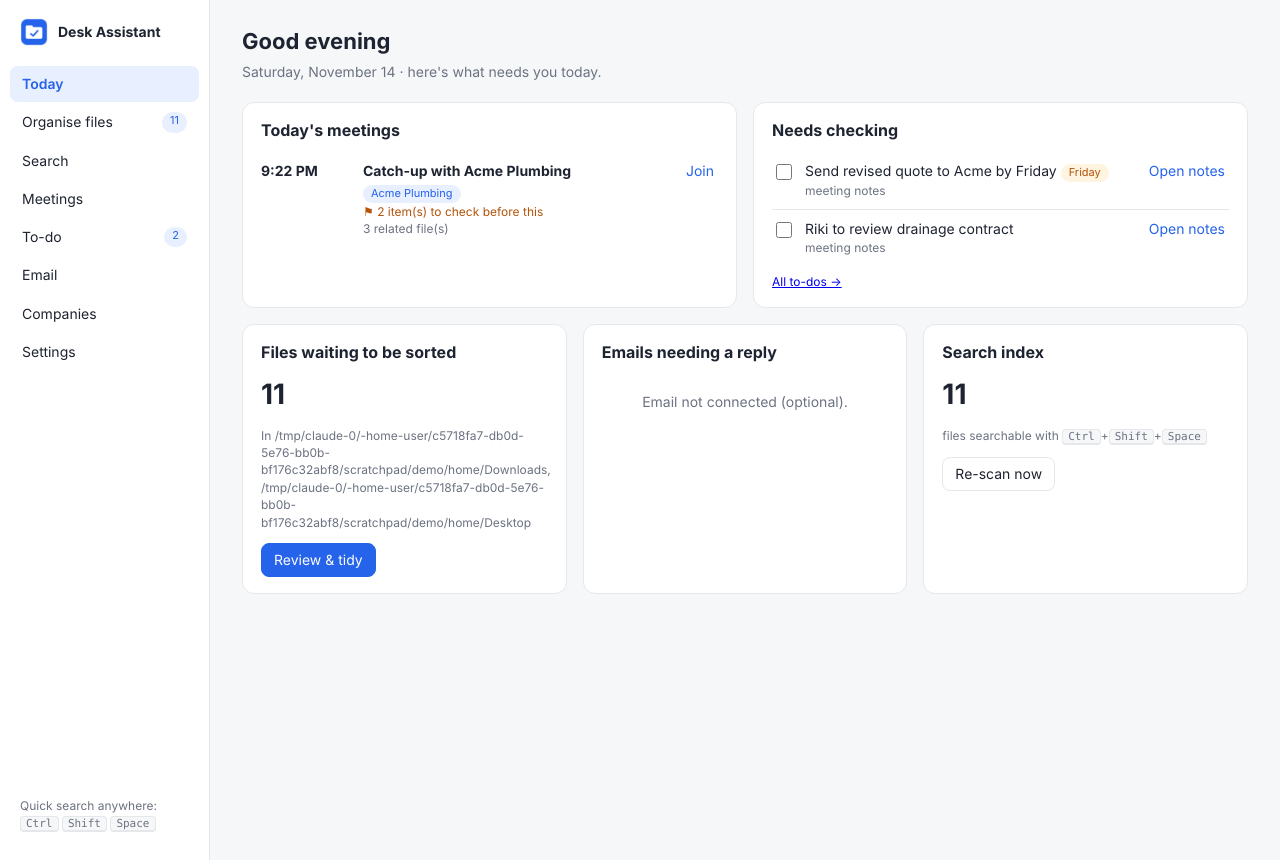 Desk Assistant
Today
Organise files 11
Search
Meetings
To-do 2
Email
Companies
Settings
Quick search anywhere:
Ctrl Shift Space
Good evening
Saturday, November 14 · here's what needs you today.
Today's meetings
9:22 PM Catch-up with Acme Plumbing Join
Acme Plumbing
⚑ 2 item(s) to check before this
3 related file(s)
Needs checking
Send revised quote to Acme by Friday Friday Open notes
meeting notes
Riki to review drainage contract Open notes
meeting notes
All to-dos →
Files waiting to be sorted
11
In /tmp/claude-0/-home-user/c5718fa7-db0d-
5e76-bb0b-
bf176c32abf8/scratchpad/demo/home/Downloads,
/tmp/claude-0/-home-user/c5718fa7-db0d-5e76-
bb0b-
bf176c32abf8/scratchpad/demo/home/Desktop
Review & tidy
Emails needing a reply
Email not connected (optional).
Search index
11
files searchable with Ctrl+Shift+Space
Re-scan now